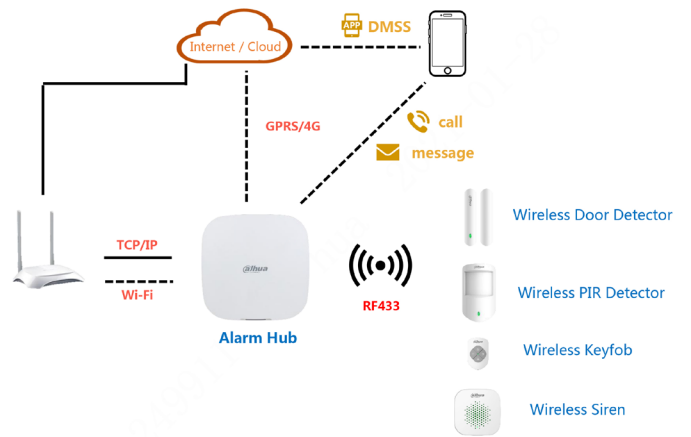 APP DMSS
Internet / Cloud
GPRS/4G
call
message
Wireless Door Detector
TCP/IP
alhua
Wi-Fi
RF433
Wireless PIR Detector
Alarm Hub
Wireless Keyfob
Wireless Siren